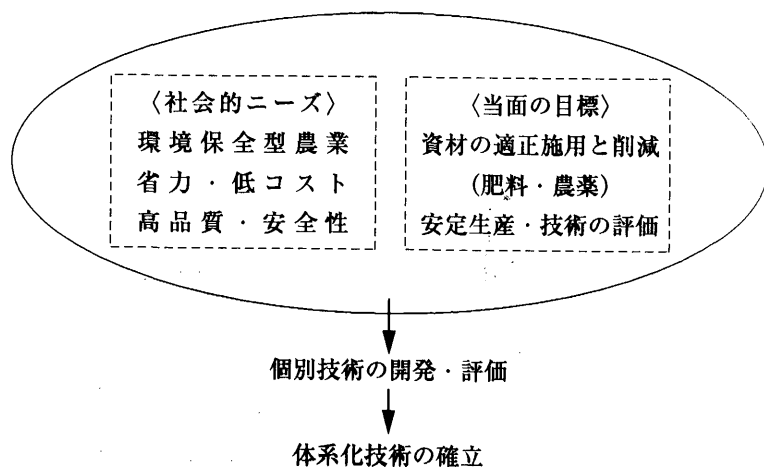 〈社会的ニーズ〉
環境保全型農業
省力・低コスト
高品質・安全性
〈当面の目標〉
資材の適正施用と削減
(肥料・農薬)
安定生産・技術の評価
個別技術の開発・評価
体系化技術の確立